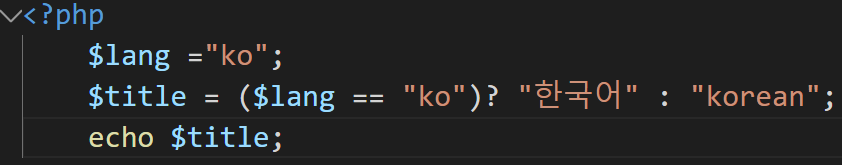 <?php
$lang ="ko";
$title = ($lang == "ko")? "한국어" : "korean";
echo $title;